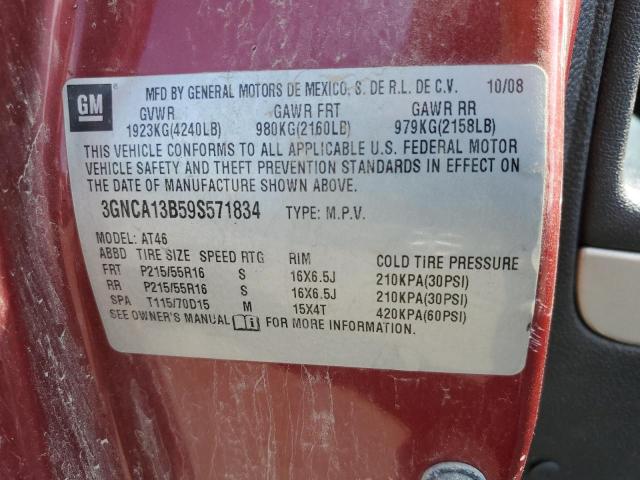 GM
MFD BY GENERAL MOTORS DE MEXICO, S. DE R.L. DE C.V. 10/08
GVWR GAWR FRT GAWR RR
1923KG(4240LB) 980KG(2160LB) 979KG(2158LB)
THIS VEHICLE CONFORMS TO ALL APPLICABLE U.S. FEDERAL MOTOR
VEHICLE SAFETY AND THEFT PREVENTION STANDARDS IN EFFECT ON
THE DATE OF MANUFACTURE SHOWN ABOVE.
3GNCA13B59S571834 TYPE: M.P.V.
MODEL: AT46
ABBD TIRE SIZE SPEED RTG RIM COLD TIRE PRESSURE
FRT P215/55R16 S 16X6.5J 210KPA(30PSI)
RR P215/55R16 S 16X6.5J 210KPA(30PSI)
SPA T115/70D15 M 15X4T 420KPA(60PSI)
SEE OWNER'S MANUAL FOR MORE INFORMATION.